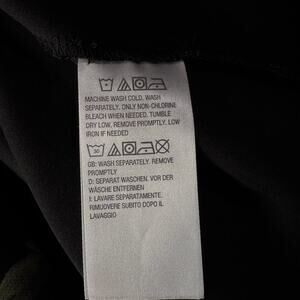 MACHINE WASH COLD, WASH
SEPARATELY. ONLY NON-CHLORINE
BLEACH WHEN NEEDED. TUMBLE
DRY LOW, REMOVE PROMPTLY. LOW
IRON IF NEEDED
30
GB: WASH SEPARATELY. REMOVE
PROMPTLY
D: SEPARAT WASCHEN. VOR DER
WÄSCHE ENTFERNEN
I: LAVARE SEPARATAMENTE.
RIMUOVERE SUBITO DOPO IL
LAVAGGIO